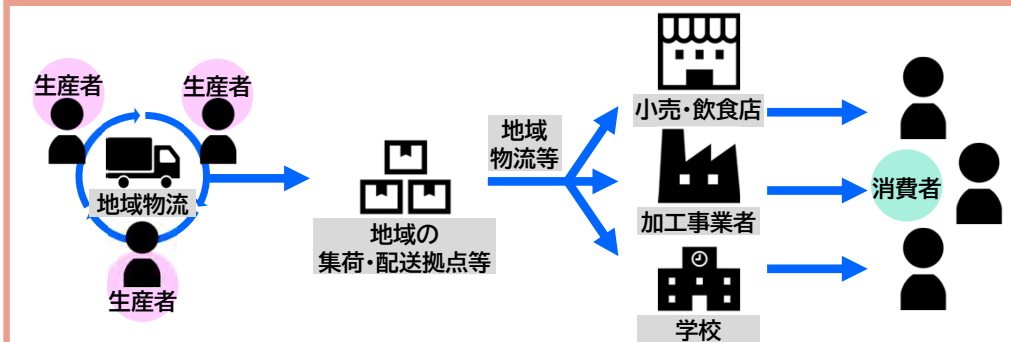 生産者
生産者
地域物流
生産者
地域の
集荷・配送拠点等
地域
物流等
小売・飲食店
加工事業者
学校
消費者